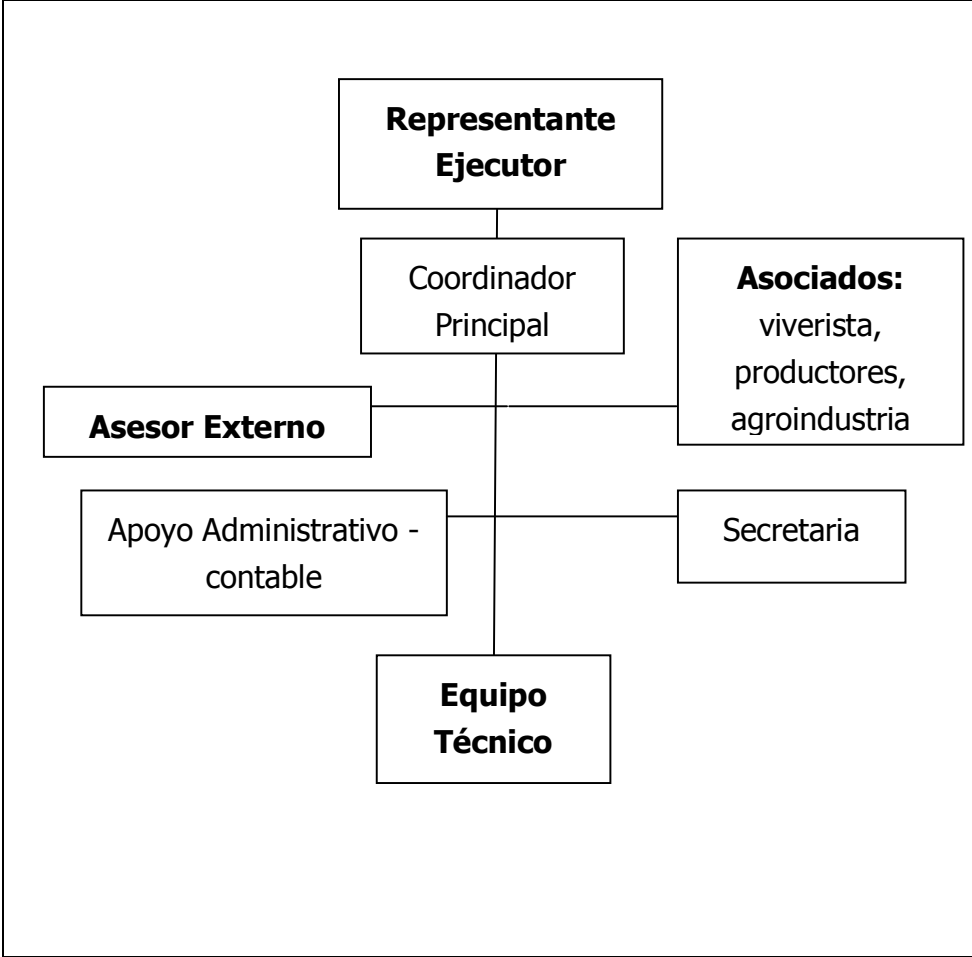 Representante
Ejecutor
Coordinador
Principal
Asociados:
viverista,
productores,
agroindustria
Asesor Externo
Apoyo Administrativo -
contable
Secretaria
Equipo
Técnico